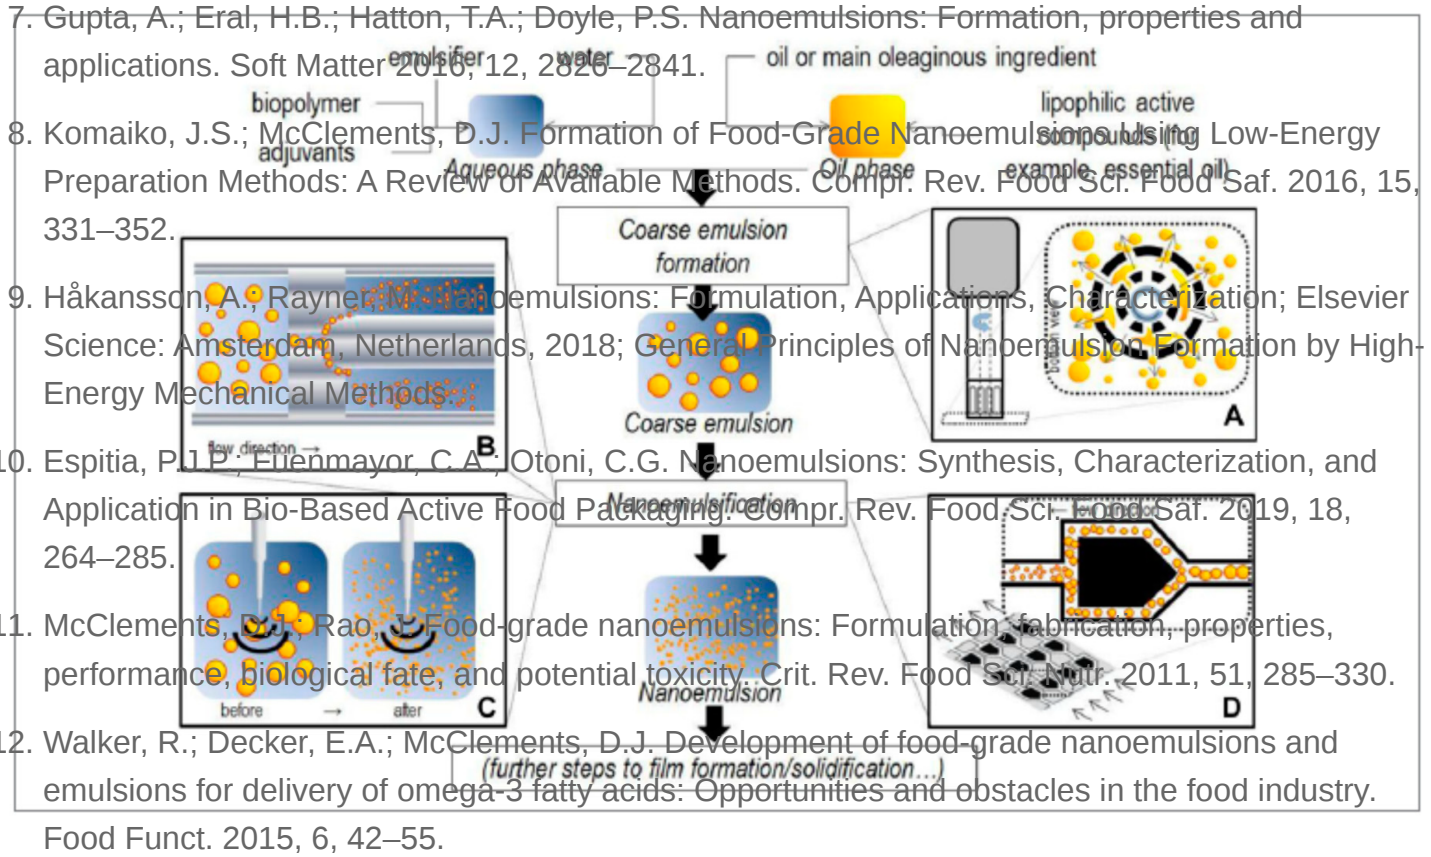 7. Gupta, A.; Eral, H.B.; Hatton, T.A.; Doyle, P.S. Nanoemulsions: Formation, properties and
applications. Soft Matter 2016, 12, 2826–2841.
emulsifier
water
oil or main oleaginous ingredient
biopolymer
adjuvants
lipophilic active
compounds (for
example, essential oil)
8. Komaiko, J.S.; McClements, D.J. Formation of Food-Grade Nanoemulsions Using Low-Energy
Preparation Methods: A Review of Available Methods. Compr. Rev. Food Sci. Food Saf. 2016, 15,
331–352.
Aqueous phase
Oil phase
Coarse emulsion
formation
9. Håkansson, A.; Rayner, M. Nanoemulsions: Formulation, Applications, Characterization; Elsevier
Science: Amsterdam, Netherlands, 2018; General Principles of Nanoemulsion Formation by High-
Energy Mechanical Methods.
bottom view
A
Coarse emulsion
flow direction →
B
10. Espitia, P.J.P.; Fuenmayor, C.A.; Otoni, C.G. Nanoemulsions: Synthesis, Characterization, and
Application in Bio-Based Active Food Packaging. Compr. Rev. Food Sci. Food Saf. 2019, 18,
264–285.
Nanoemulsification
← flow direction
11. McClements, D.J.; Rao, J. Food-grade nanoemulsions: Formulation, fabrication, properties,
performance, biological fate, and potential toxicity. Crit. Rev. Food Sci. Nutr. 2011, 51, 285–330.
Nanoemulsion
before → after
C
D
12. Walker, R.; Decker, E.A.; McClements, D.J. Development of food-grade nanoemulsions and
emulsions for delivery of omega-3 fatty acids: Opportunities and obstacles in the food industry.
Food Funct. 2015, 6, 42–55.
(further steps to film formation/solidification...)